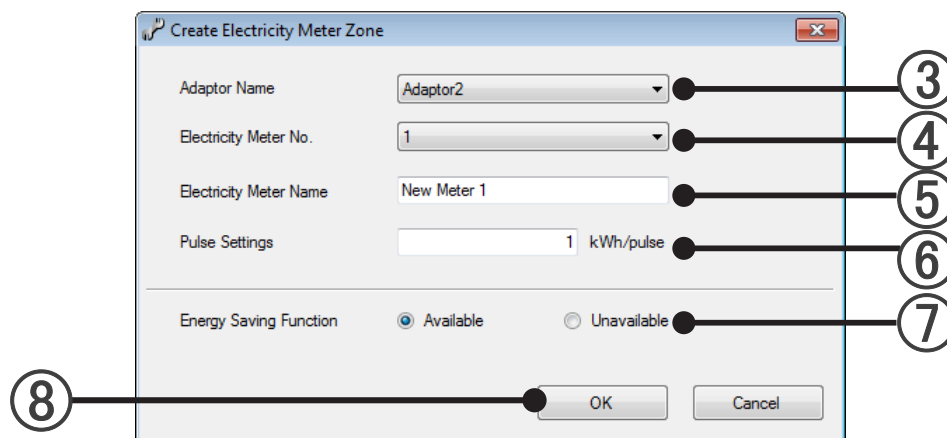 Create Electricity Meter Zone
Adaptor Name Adaptor2 ③
Electricity Meter No. 1 ④
Electricity Meter Name New Meter 1 ⑤
Pulse Settings 1 kWh/pulse ⑥
Energy Saving Function Available Unavailable ⑦
⑧ OK Cancel